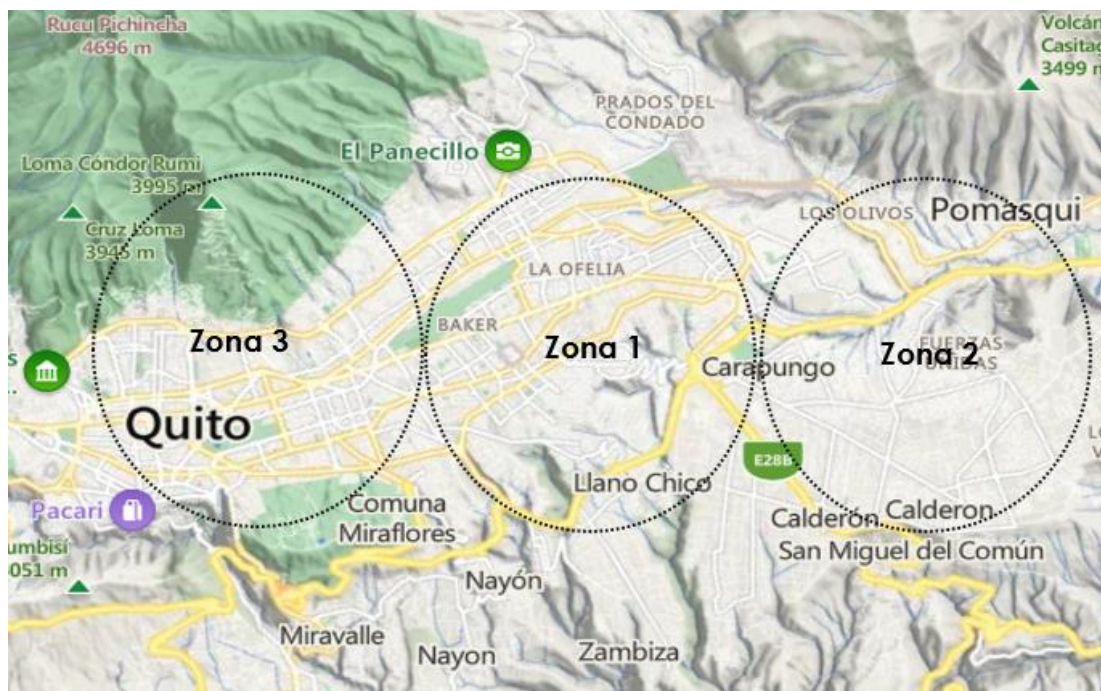 Rucu Pichincha
4696 m
Volcán
Casitag
3499 m
PRADOS DEL
CONDADO
El Panecillo
Loma Cóndor Rumi
3995 m
Cruz Loma
3945 m
LOS OLIVOS
Pomasqui
LA OFELIA
BAKER
Zona 3
Zona 1
Zona 2
FUERZAS
UNIDAS
Carapungo
Quito
E28B
Llano Chico
Pacari
Comuna
Miraflores
Calderón
Calderon
San Miguel del Común
umbisí
051 m
Nayón
Miravalle
Nayon
Zambiza